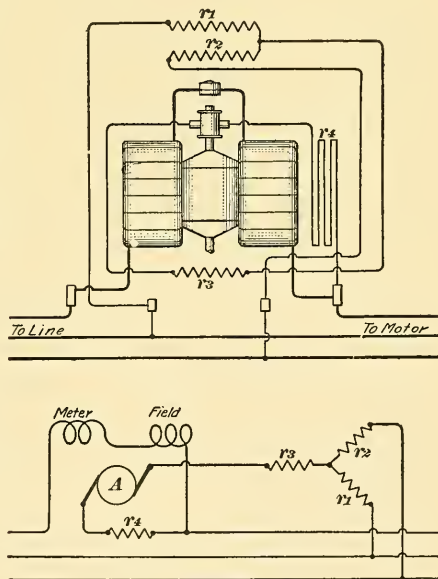 r1
r2
r4
r3
To Line
To Motor
Meter
Field
r3
r2
A
r1
r4